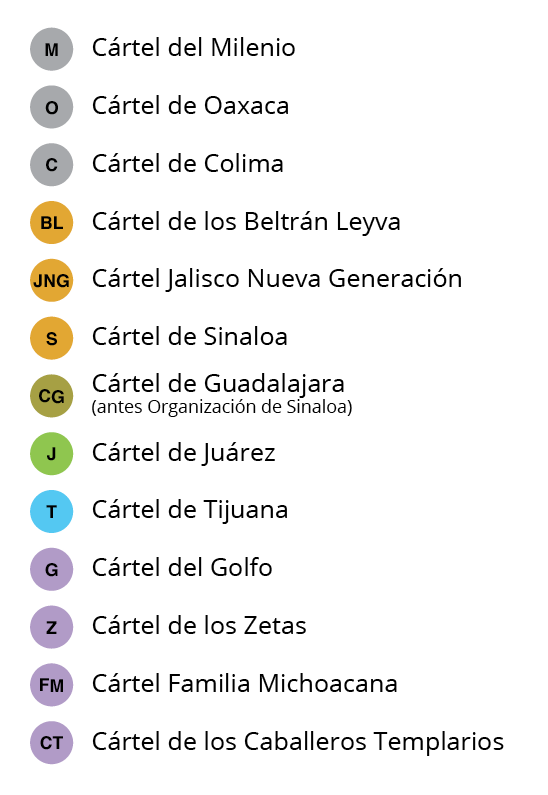 M Cártel del Milenio
O Cártel de Oaxaca
C Cártel de Colima
BL Cártel de los Beltrán Leyva
JNG Cártel Jalisco Nueva Generación
S Cártel de Sinaloa
CG Cártel de Guadalajara
(antes Organización de Sinaloa)
J Cártel de Juárez
T Cártel de Tijuana
G Cártel del Golfo
Z Cártel de los Zetas
FM Cártel Familia Michoacana
CT Cártel de los Caballeros Templarios